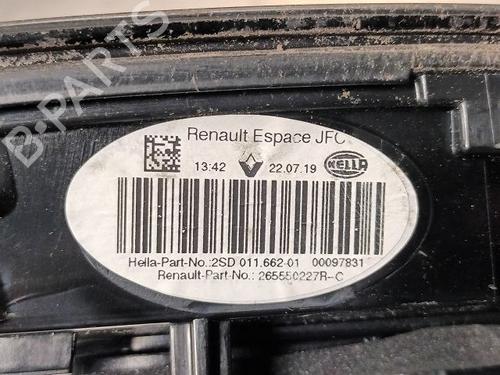 B-PARTS
Renault Espace JFC
13:42 22.07.19 HELLA
Hella-Part-No.:2SD 011.662-01 00097831
Renault-Part-No.: 265550227R-C